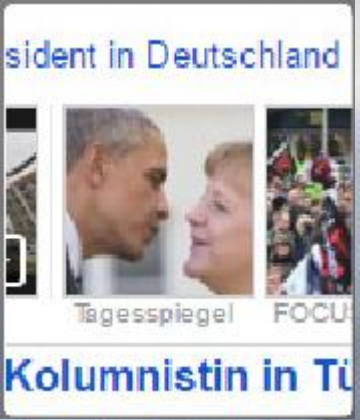 sident in Deutschland
Tagesspiegel FOCUS
Kolumnistin in Tü